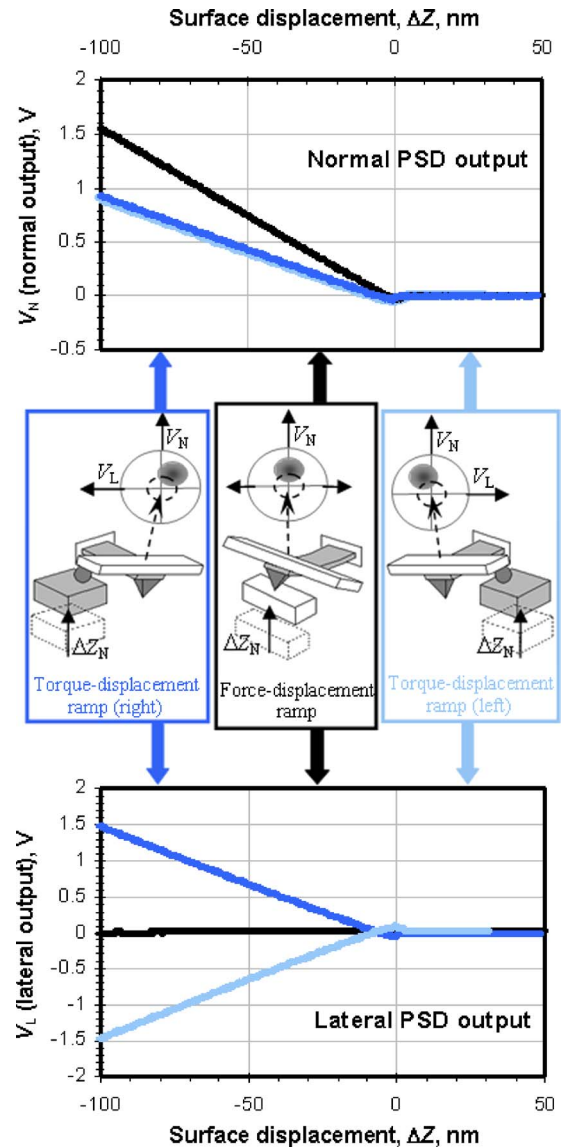 Surface displacement, ΔZ, nm
-100 -50 0 50
2
1.5
1
0.5
0
-0.5
V_N (normal output), V
Normal PSD output
V_N
V_L
ΔZ_N
Torque-displacement
ramp (right)
V_N
ΔZ_N
Force-displacement
ramp
V_N
V_L
ΔZ_N
Torque-displacement
ramp (left)
2
1.5
1
0.5
0
-0.5
-1
-1.5
-2
V_L (lateral output), V
Lateral PSD output
-100 -50 0 50
Surface displacement, ΔZ, nm